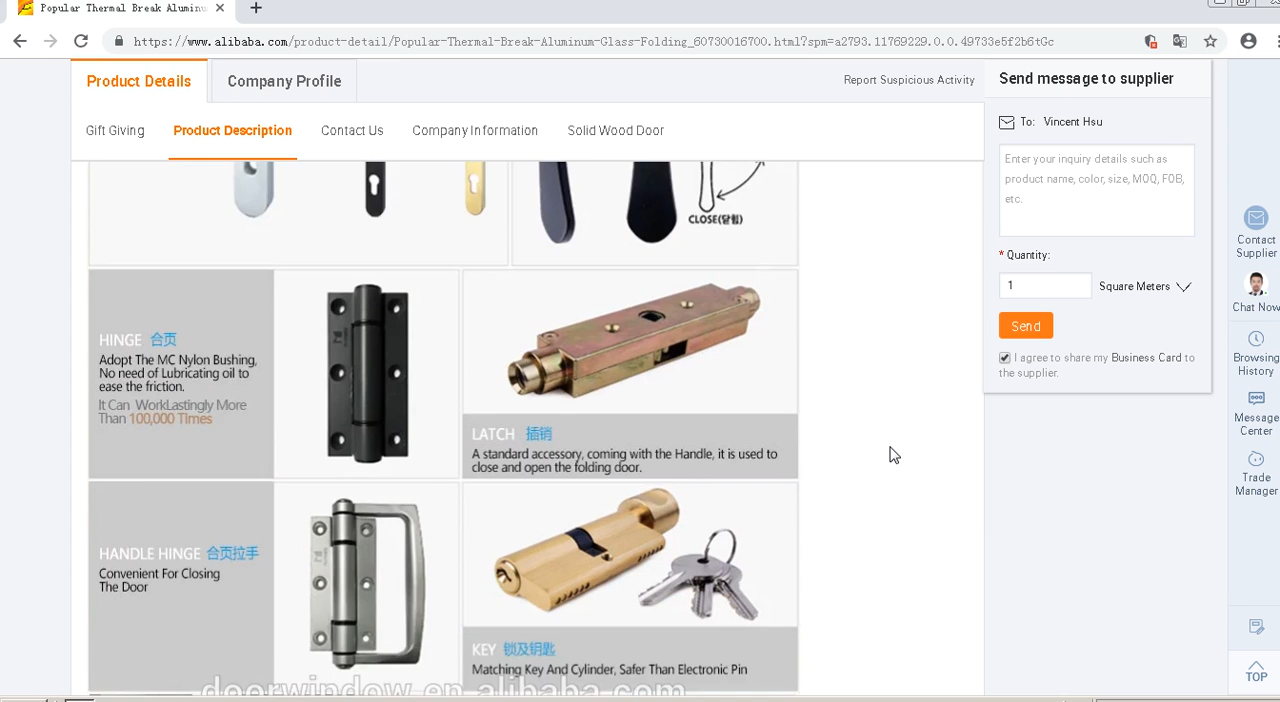 Popular Thermal Break Aluminu
https://www.alibaba.com/product-detail/Popular-Thermal-Break-Aluminum-Glass-Folding_60730016700.html?spm=a2793.11769229.0.0.49733e5f2b6tGc
Product Details
Company Profile
Report Suspicious Activity
Gift Giving
Product Description
Contact Us
Company Information
Solid Wood Door
CLOSE(닫힘)
HINGE 合页
Adopt The MC Nylon Bushing,
No need of Lubricating oil to
ease the friction.
It Can WorkLastingly More
Than 100,000 Times
LATCH 插销
A standard accessory, coming with the Handle, it is used to
close and open the folding door.
HANDLE HINGE 合页拉手
Convenient For Closing
The Door
KEY 锁及钥匙
Matching Key And Cylinder, Safer Than Electronic Pin
doorwindow.en.alibaba.com
Send message to supplier
To: Vincent Hsu
Enter your inquiry details such as
product name, color, size, MOQ, FOB,
etc.
* Quantity:
1
Square Meters
Send
I agree to share my Business Card to
the supplier.
Contact
Supplier
Chat Now
Browsing
History
Message
Center
Trade
Manager
TOP